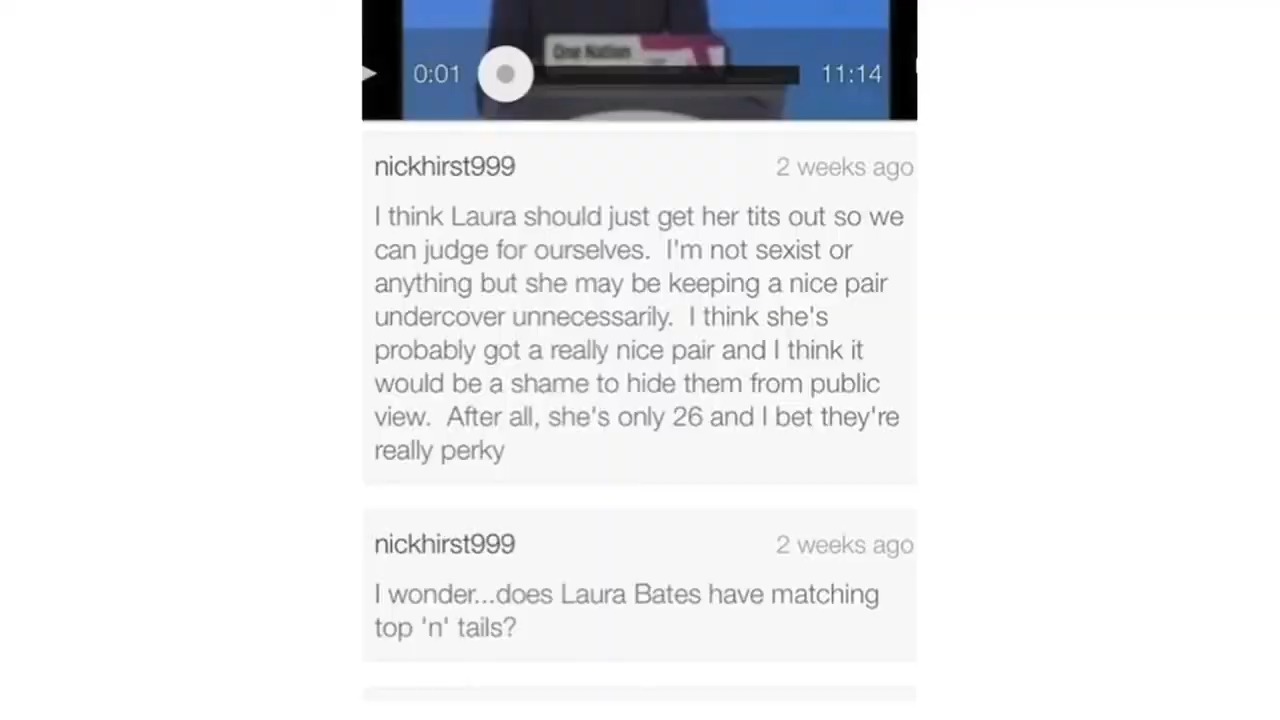 One Nation
0:01
11:14
nickhirst999
2 weeks ago
I think Laura should just get her tits out so we
can judge for ourselves.  I'm not sexist or
anything but she may be keeping a nice pair
undercover unnecessarily.  I think she's
probably got a really nice pair and I think it
would be a shame to hide them from public
view.  After all, she's only 26 and I bet they're
really perky
nickhirst999
2 weeks ago
I wonder...does Laura Bates have matching
top 'n' tails?